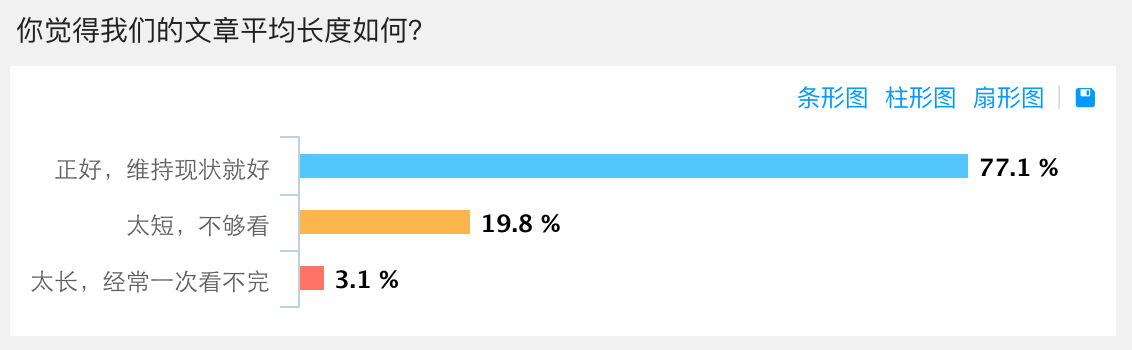 你觉得我们的文章平均长度如何?
条形图 柱形图 扇形图
正好，维持现状就好 77.1 %
太短，不够看 19.8 %
太长，经常一次看不完 3.1 %